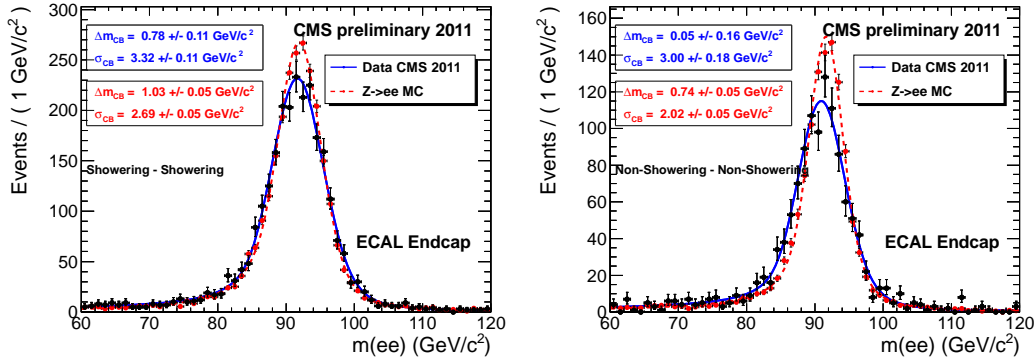 CMS preliminary 2011
Δm_CB = 0.78 +/- 0.11 GeV/c²
σ_CB = 3.32 +/- 0.11 GeV/c²
Δm_CB = 1.03 +/- 0.05 GeV/c²
σ_CB = 2.69 +/- 0.05 GeV/c²
Data CMS 2011
Z->ee MC
Showering - Showering
ECAL Endcap
Events / ( 1 GeV/c² )
300
250
200
150
100
50
0
60 70 80 90 100 110 120
m(ee) (GeV/c²)
CMS preliminary 2011
Δm_CB = 0.05 +/- 0.16 GeV/c²
σ_CB = 3.00 +/- 0.18 GeV/c²
Δm_CB = 0.74 +/- 0.05 GeV/c²
σ_CB = 2.02 +/- 0.05 GeV/c²
Data CMS 2011
Z->ee MC
Non-Showering - Non-Showering
ECAL Endcap
Events / ( 1 GeV/c² )
160
140
120
100
80
60
40
20
0
60 70 80 90 100 110 120
m(ee) (GeV/c²)